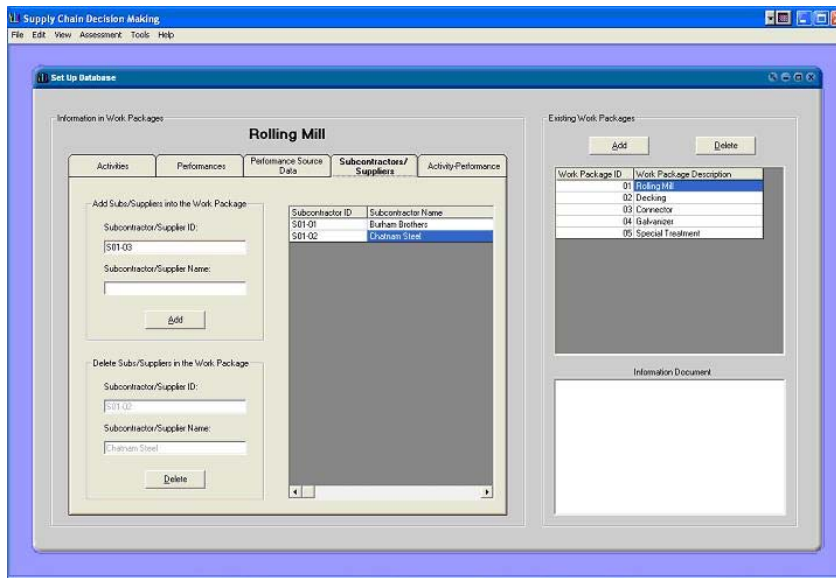 Supply Chain Decision Making
File Edit View Assessment Tools Help
Set Up Database
Information in Work Packages
Rolling Mill
Activities
Performances
Performance Source
Data
Subcontractors/
Suppliers
Activity-Performance
Add Subs/Suppliers into the Work Package
Subcontractor/Supplier ID:
S01-03
Subcontractor/Supplier Name:
Add
Delete Subs/Suppliers in the Work Package
Subcontractor/Supplier ID:
S01-02
Subcontractor/Supplier Name:
Chatnam Steel
Delete
Subcontractor ID Subcontractor Name
S01-01 Burham Brothers
S01-02 Chatnam Steel
Existing Work Packages
Add
Delete
Work Package ID Work Package Description
01 Rolling Mill
02 Decking
03 Connector
04 Galvanizer
05 Special Treatment
Information Document